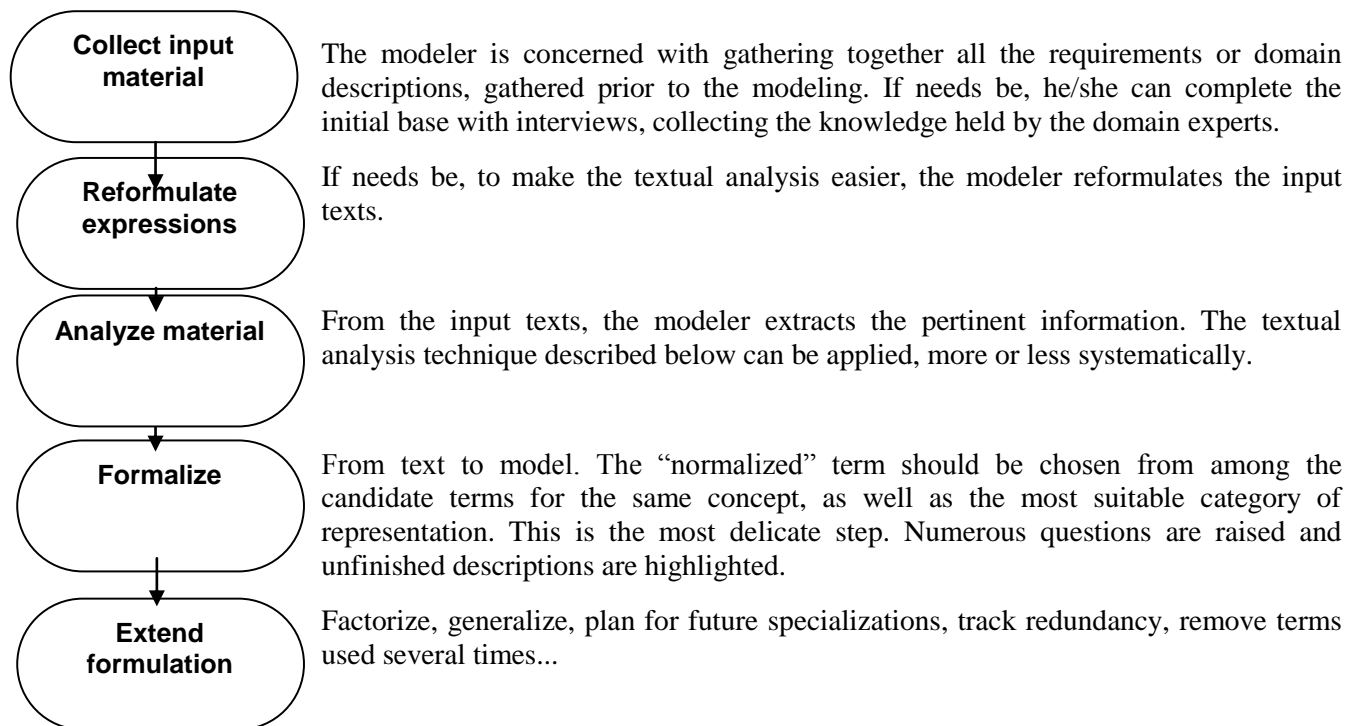 Collect input
material
The modeler is concerned with gathering together all the requirements or domain
descriptions, gathered prior to the modeling. If needs be, he/she can complete the
initial base with interviews, collecting the knowledge held by the domain experts.
Reformulate
expressions
If needs be, to make the textual analysis easier, the modeler reformulates the input
texts.
Analyze material
From the input texts, the modeler extracts the pertinent information. The textual
analysis technique described below can be applied, more or less systematically.
Formalize
From text to model. The “normalized” term should be chosen from among the
candidate terms for the same concept, as well as the most suitable category of
representation. This is the most delicate step. Numerous questions are raised and
unfinished descriptions are highlighted.
Extend
formulation
Factorize, generalize, plan for future specializations, track redundancy, remove terms
used several times...